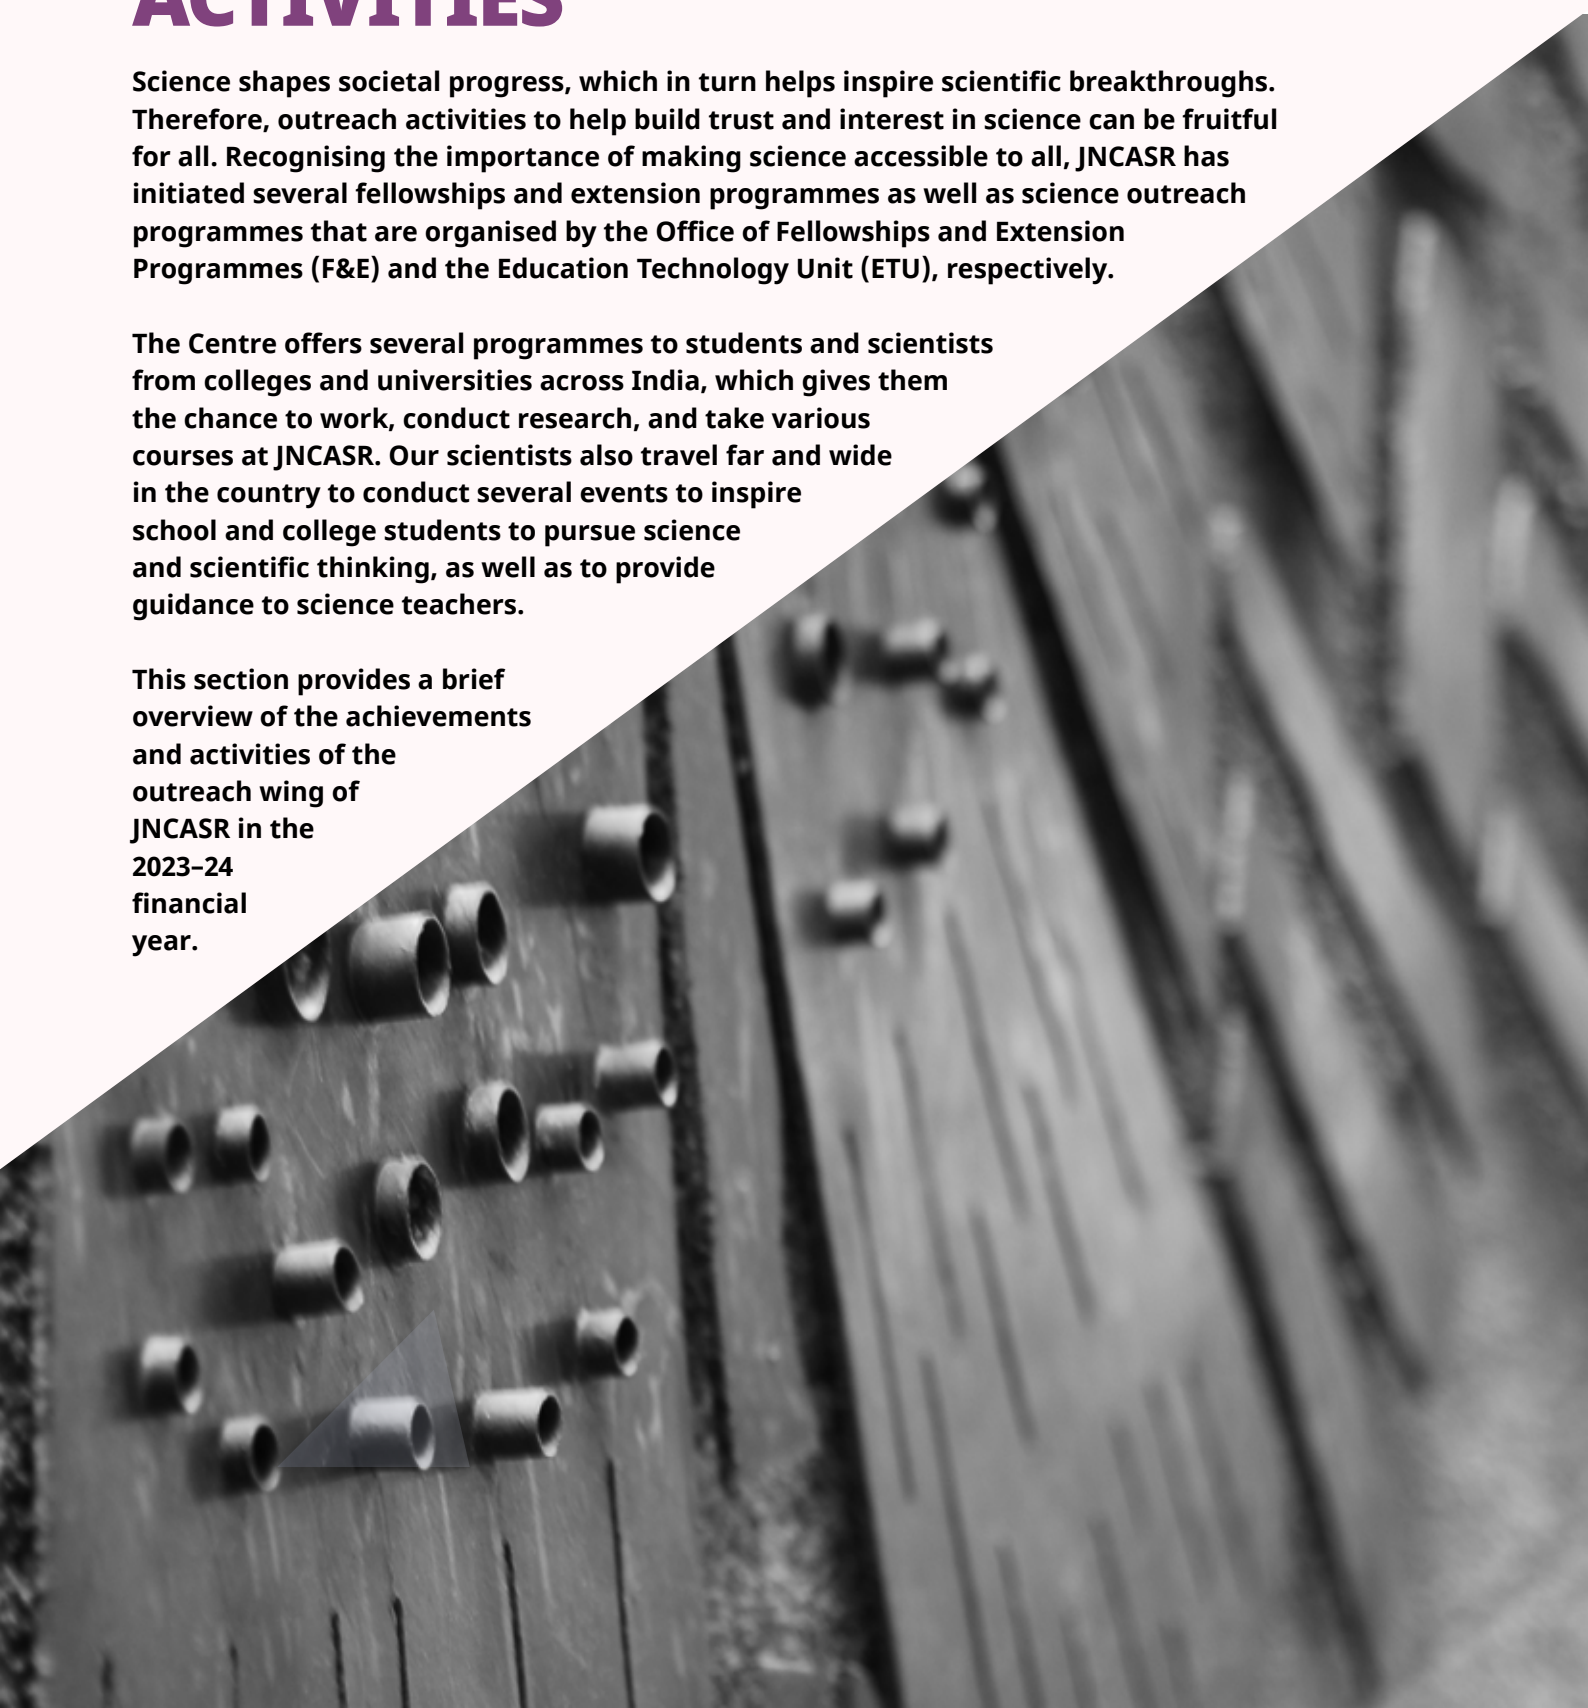 ACTIVITIES
Science shapes societal progress, which in turn helps inspire scientific breakthroughs.
Therefore, outreach activities to help build trust and interest in science can be fruitful
for all. Recognising the importance of making science accessible to all, JNCASR has
initiated several fellowships and extension programmes as well as science outreach
programmes that are organised by the Office of Fellowships and Extension
Programmes (F&E) and the Education Technology Unit (ETU), respectively.
The Centre offers several programmes to students and scientists
from colleges and universities across India, which gives them
the chance to work, conduct research, and take various
courses at JNCASR. Our scientists also travel far and wide
in the country to conduct several events to inspire
school and college students to pursue science
and scientific thinking, as well as to provide
guidance to science teachers.
This section provides a brief
overview of the achievements
and activities of the
outreach wing of
JNCASR in the
2023–24
financial
year.